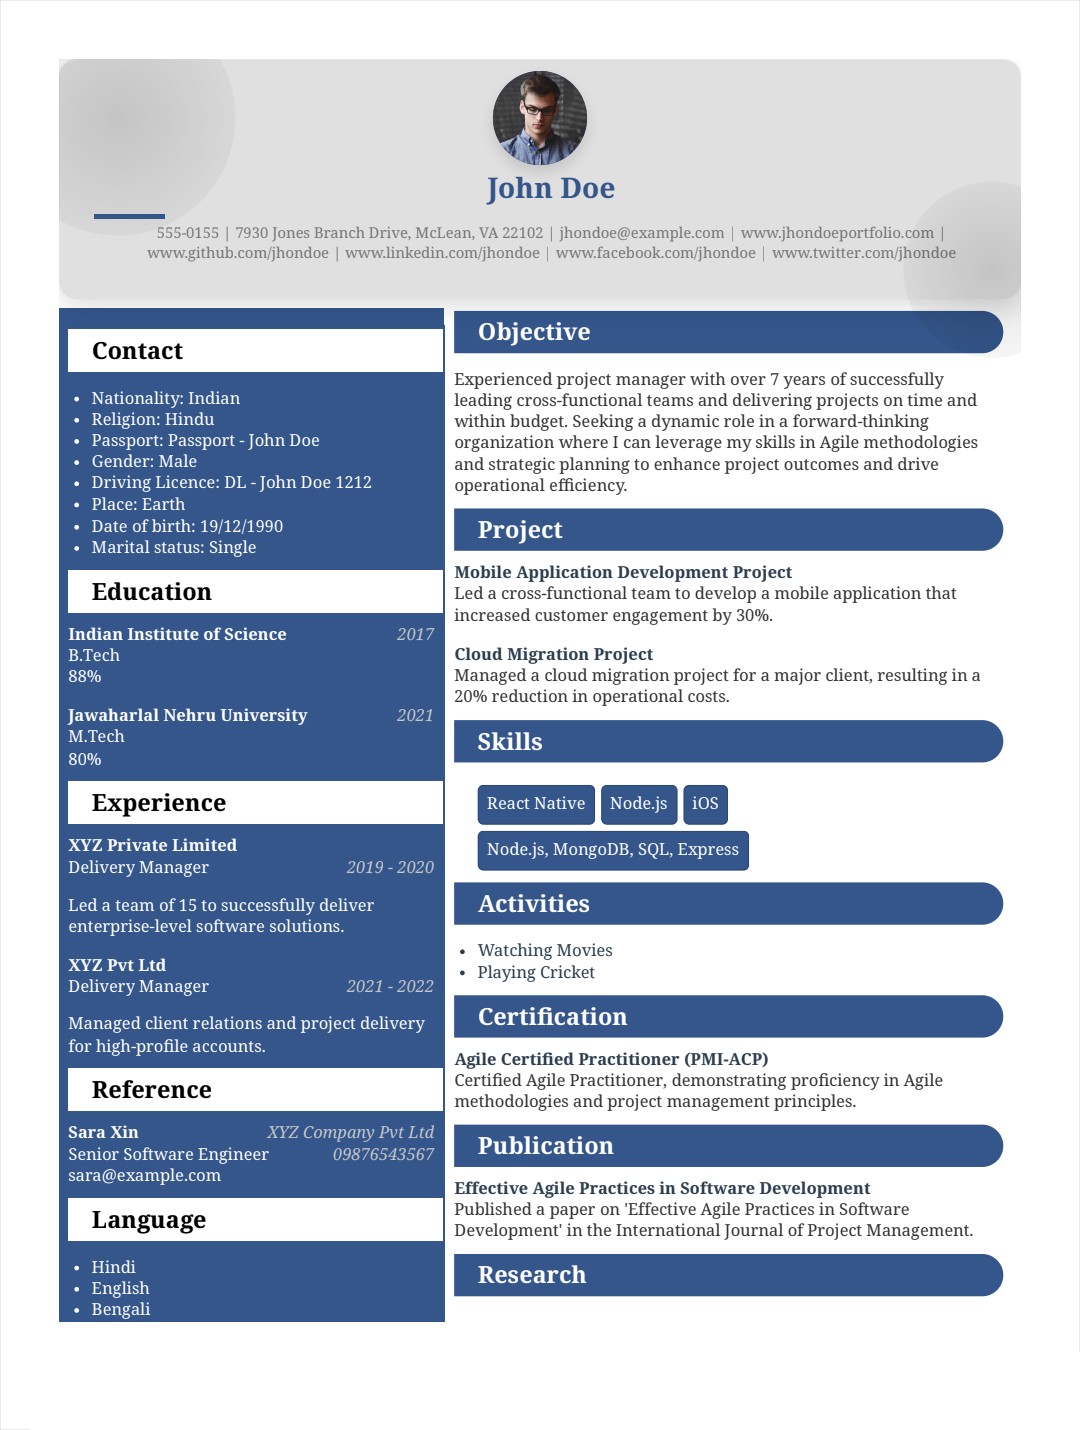 John Doe
555-0155 | 7930 Jones Branch Drive, McLean, VA 22102 | jhondoe@example.com | www.jhondoeportfolio.com |
www.github.com/jhondoe | www.linkedin.com/jhondoe | www.facebook.com/jhondoe | www.twitter.com/jhondoe
Contact
• Nationality: Indian
• Religion: Hindu
• Passport: Passport - John Doe
• Gender: Male
• Driving Licence: DL - John Doe 1212
• Place: Earth
• Date of birth: 19/12/1990
• Marital status: Single
Education
Indian Institute of Science 2017
B.Tech
88%
Jawaharlal Nehru University 2021
M.Tech
80%
Experience
XYZ Private Limited
Delivery Manager 2019 - 2020
Led a team of 15 to successfully deliver
enterprise-level software solutions.
XYZ Pvt Ltd
Delivery Manager 2021 - 2022
Managed client relations and project delivery
for high-profile accounts.
Reference
Sara Xin XYZ Company Pvt Ltd
Senior Software Engineer 09876543567
sara@example.com
Language
• Hindi
• English
• Bengali
Objective
Experienced project manager with over 7 years of successfully
leading cross-functional teams and delivering projects on time and
within budget. Seeking a dynamic role in a forward-thinking
organization where I can leverage my skills in Agile methodologies
and strategic planning to enhance project outcomes and drive
operational efficiency.
Project
Mobile Application Development Project
Led a cross-functional team to develop a mobile application that
increased customer engagement by 30%.
Cloud Migration Project
Managed a cloud migration project for a major client, resulting in a
20% reduction in operational costs.
Skills
React Native Node.js iOS
Node.js, MongoDB, SQL, Express
Activities
• Watching Movies
• Playing Cricket
Certification
Agile Certified Practitioner (PMI-ACP)
Certified Agile Practitioner, demonstrating proficiency in Agile
methodologies and project management principles.
Publication
Effective Agile Practices in Software Development
Published a paper on 'Effective Agile Practices in Software
Development' in the International Journal of Project Management.
Research